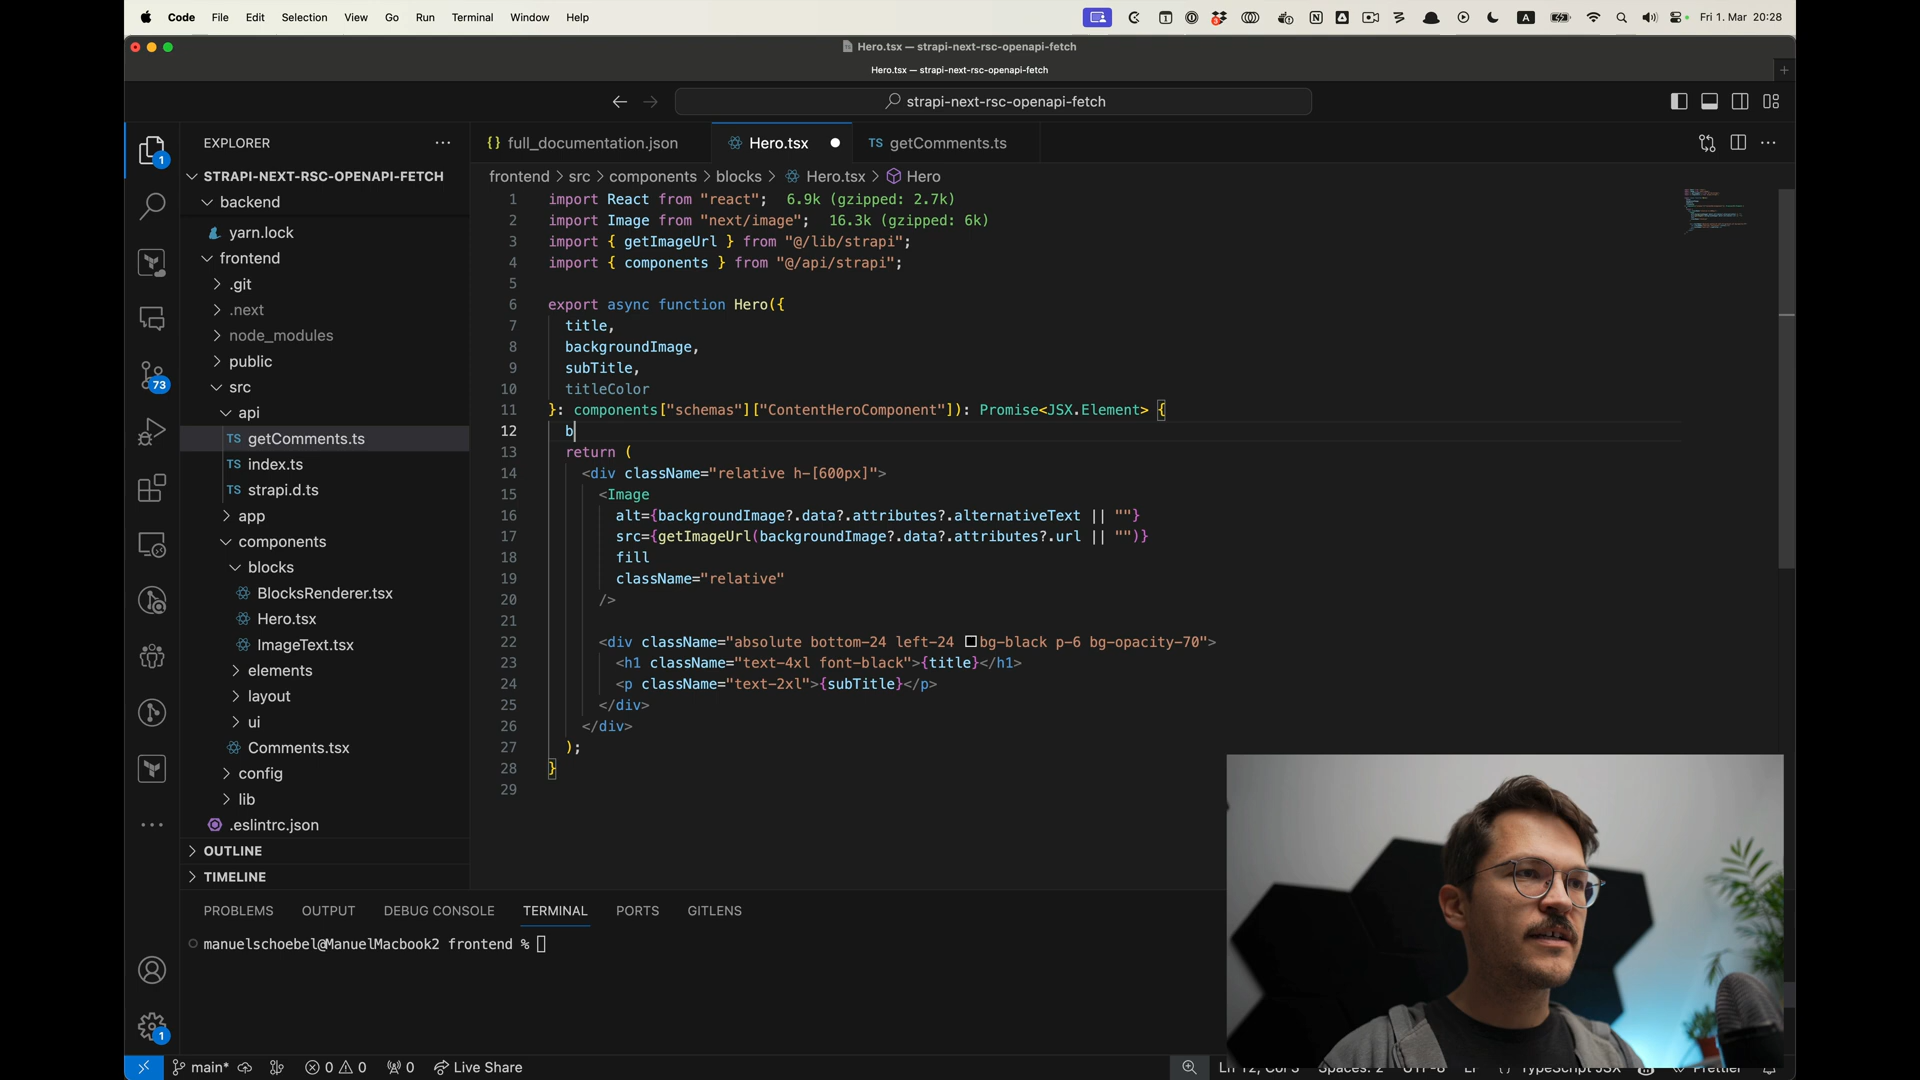 Code File Edit Selection View Go Run Terminal Window Help
Fri 1. Mar 20:28
Hero.tsx — strapi-next-rsc-openapi-fetch
Hero.tsx — strapi-next-rsc-openapi-fetch
strapi-next-rsc-openapi-fetch
EXPLORER
STRAPI-NEXT-RSC-OPENAPI-FETCH
backend
yarn.lock
frontend
.git
.next
node_modules
public
src
api
TS getComments.ts
TS index.ts
TS strapi.d.ts
app
components
blocks
BlocksRenderer.tsx
Hero.tsx
ImageText.tsx
elements
layout
ui
Comments.tsx
config
lib
.eslintrc.json
OUTLINE
TIMELINE
1
73
1
{} full_documentation.json
Hero.tsx
TS getComments.ts
frontend > src > components > blocks > Hero.tsx > Hero
1 import React from "react"; 6.9k (gzipped: 2.7k)
2 import Image from "next/image"; 16.3k (gzipped: 6k)
3 import { getImageUrl } from "@/lib/strapi";
4 import { components } from "@/api/strapi";
5
6 export async function Hero({
7 title,
8 backgroundImage,
9 subTitle,
10 titleColor
11 }: components["schemas"]["ContentHeroComponent"]): Promise<JSX.Element> {
12 b
13 return (
14 <div className="relative h-[600px]">
15 <Image
16 alt={backgroundImage?.data?.attributes?.alternativeText || ""}
17 src={getImageUrl(backgroundImage?.data?.attributes?.url || "")}
18 fill
19 className="relative"
20 />
21
22 <div className="absolute bottom-24 left-24 bg-black p-6 bg-opacity-70">
23 <h1 className="text-4xl font-black">{title}</h1>
24 <p className="text-2xl">{subTitle}</p>
25 </div>
26 </div>
27 );
28 }
29
PROBLEMS OUTPUT DEBUG CONSOLE TERMINAL PORTS GITLENS
manuelschoebel@ManuelMacbook2 frontend %
main* 0 0 0 Live Share